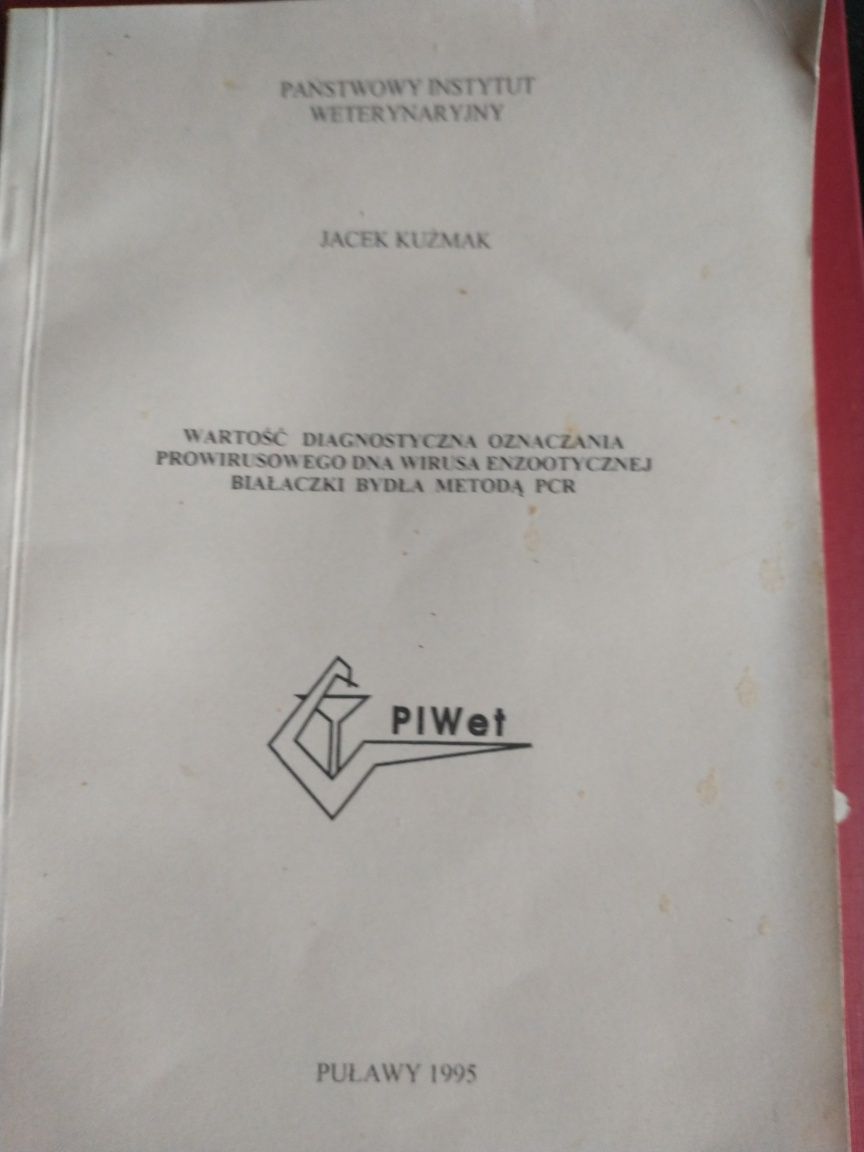 PAŃSTWOWY INSTYTUT
WETERYNARYJNY
JACEK KUŹMAK
WARTOŚĆ DIAGNOSTYCZNA OZNACZANIA
PROWIRUSOWEGO DNA WIRUSA ENZOOTYCZNEJ
BIAŁACZKI BYDŁA METODĄ PCR
PIWet
PUŁAWY 1995